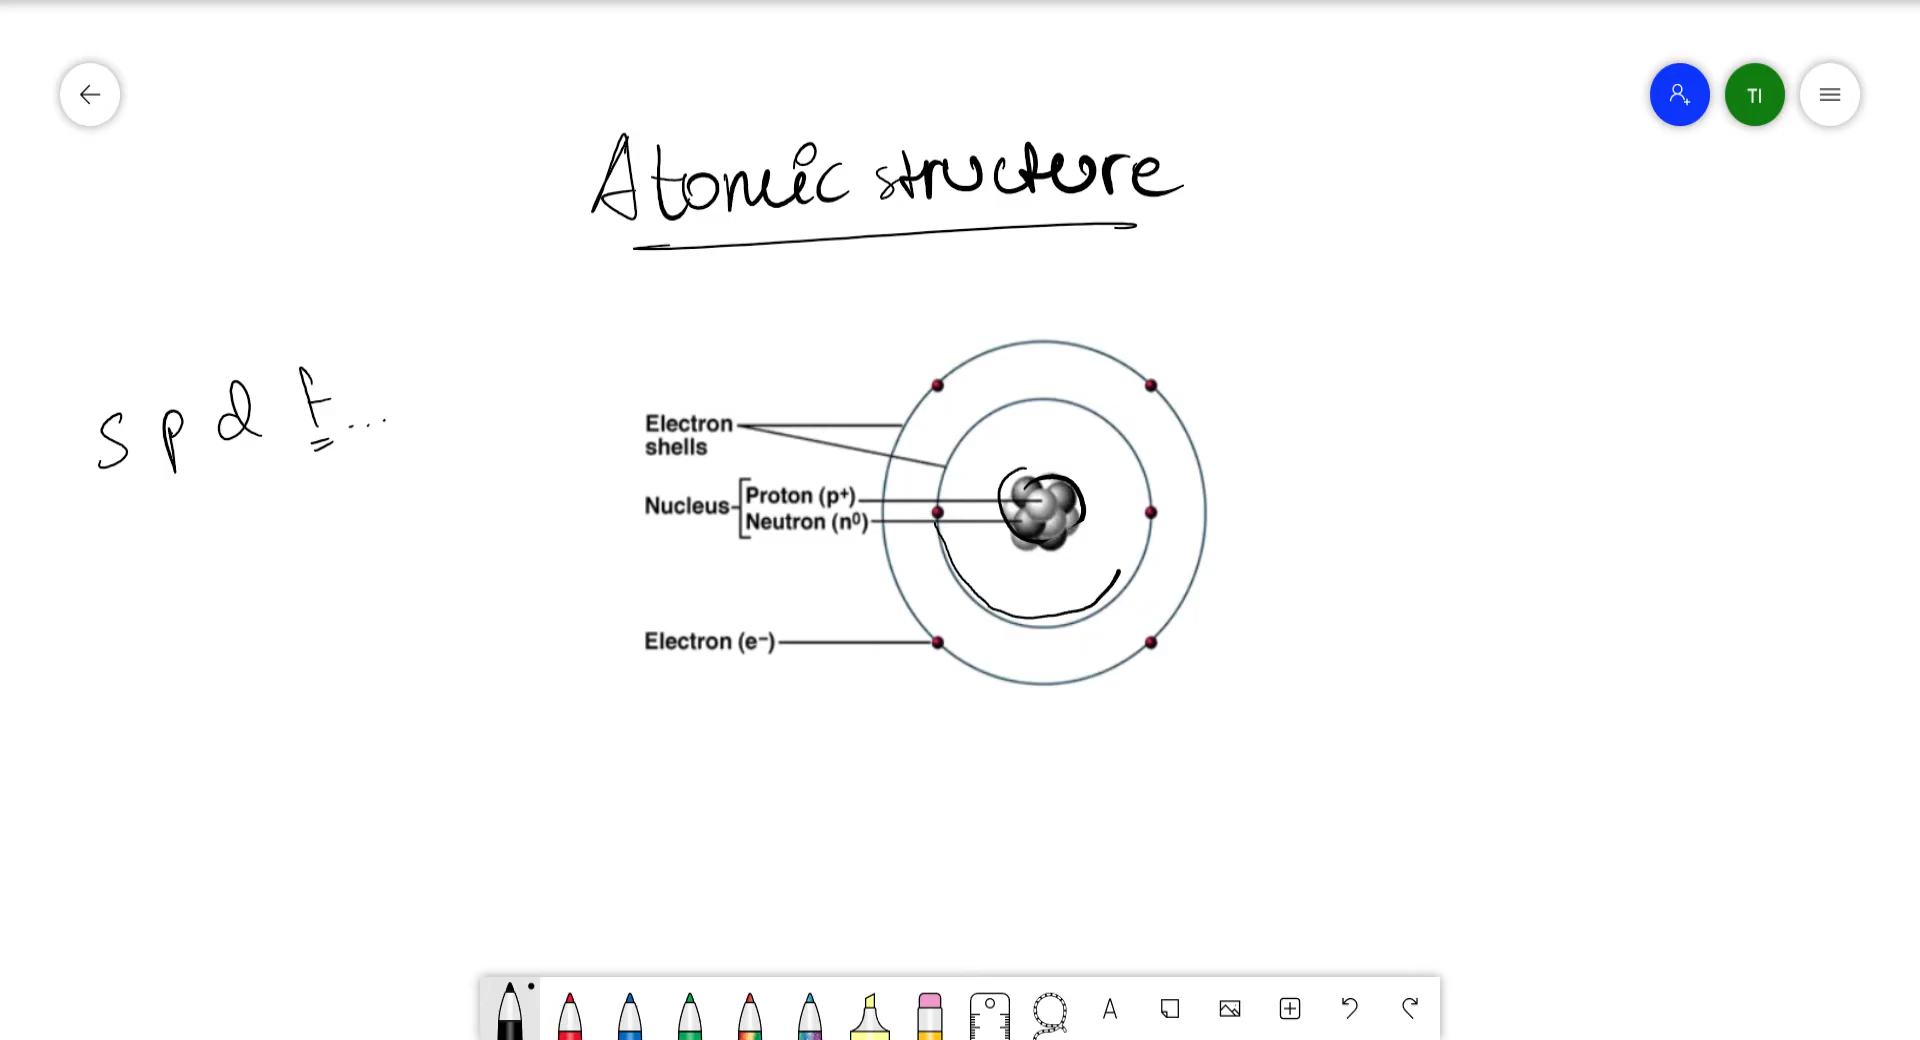 TI
Atomic structure
s p d f...
Electron
shells
Nucleus
Proton (p+)
Neutron (n0)
Electron (e–)
A